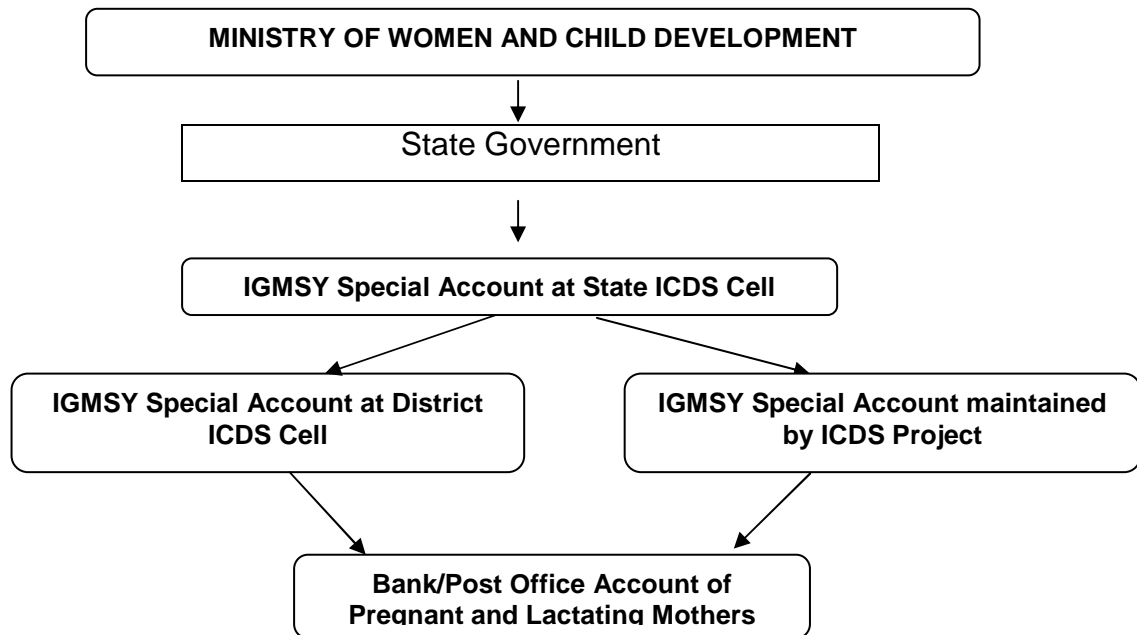 MINISTRY OF WOMEN AND CHILD DEVELOPMENT
State Government
IGMSY Special Account at State ICDS Cell
IGMSY Special Account at District
ICDS Cell
IGMSY Special Account maintained
by ICDS Project
Bank/Post Office Account of
Pregnant and Lactating Mothers